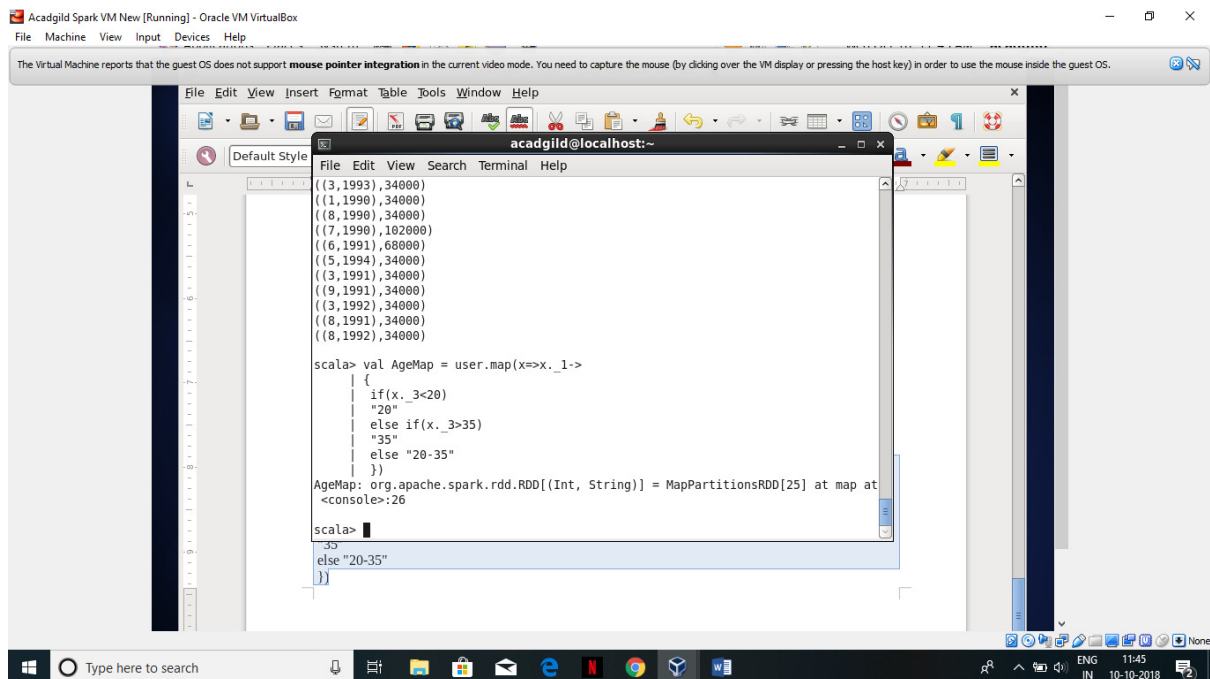 Acadgild Spark VM New [Running] - Oracle VM VirtualBox
File Machine View Input Devices Help
The Virtual Machine reports that the guest OS does not support mouse pointer integration in the current video mode. You need to capture the mouse (by clicking over the VM display or pressing the host key) in order to use the mouse inside the guest OS.
File Edit View Insert Format Table Tools Window Help
Default Style
acadgild@localhost:~
File Edit View Search Terminal Help
((3,1993),34000)
((1,1990),34000)
((8,1990),34000)
((7,1990),102000)
((6,1991),68000)
((5,1994),34000)
((3,1991),34000)
((9,1991),34000)
((3,1992),34000)
((8,1991),34000)
((8,1992),34000)
scala> val AgeMap = user.map(x=>x._1->
| {
| if(x._3<20)
| "20"
| else if(x._3>35)
| "35"
| else "20-35"
| })
AgeMap: org.apache.spark.rdd.RDD[(Int, String)] = MapPartitionsRDD[25] at map at
<console>:26
scala>
"35"
else "20-35"
})
None
Type here to search
ENG
IN
11:45
10-10-2018